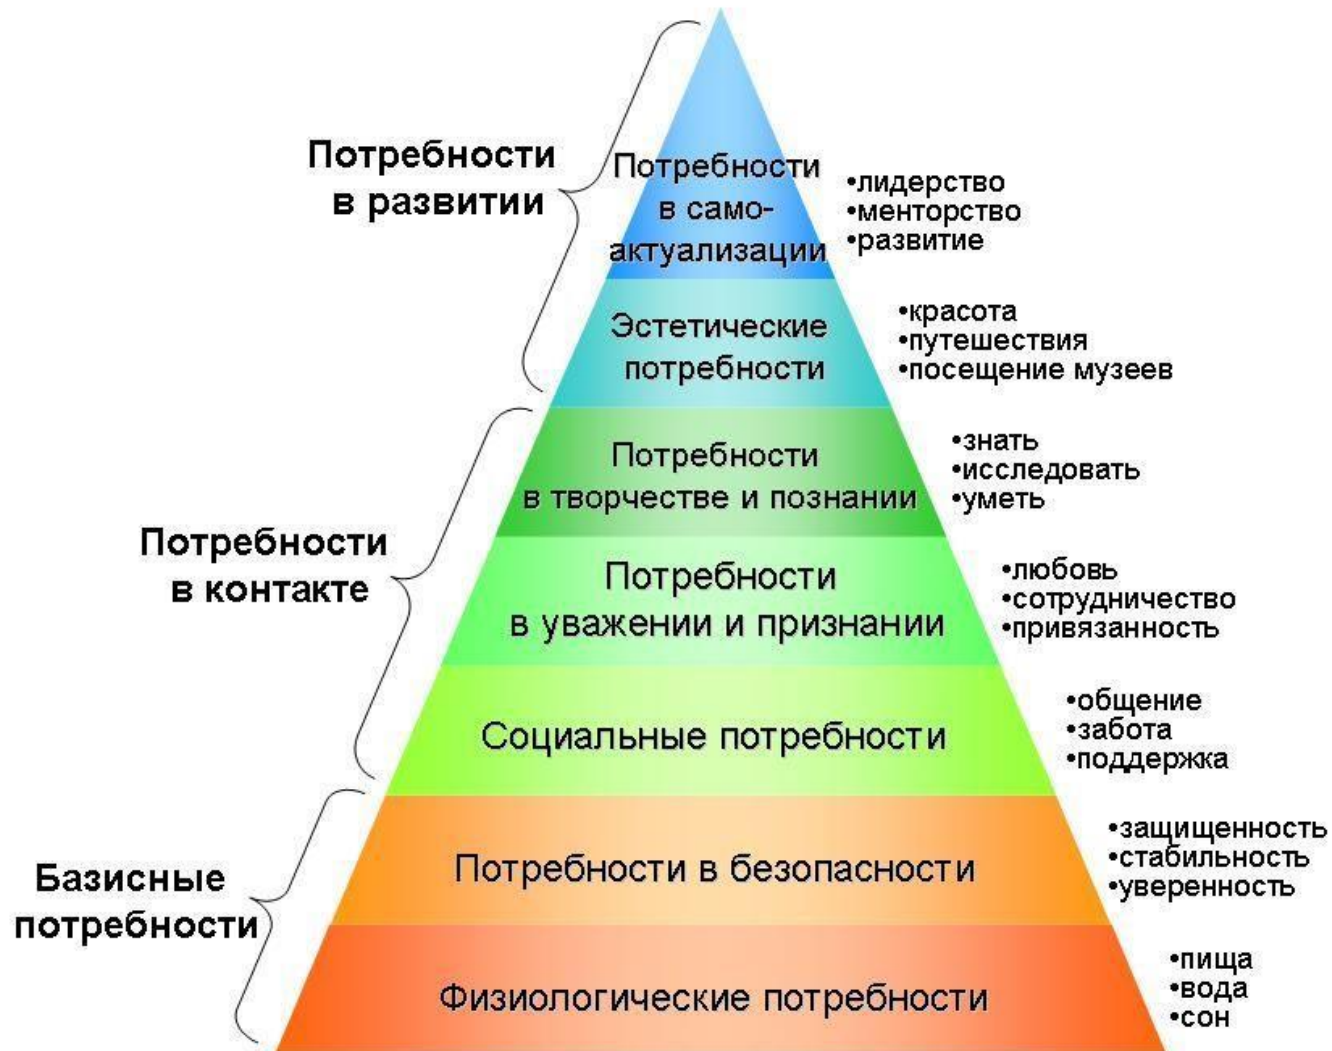 Потребности
в развитии
Потребности
в само-
актуализации
•лидерство
•менторство
•развитие
Эстетические
потребности
•красота
•путешествия
•посещение музеев
Потребности
в контакте
Потребности
в творчестве и познании
•знать
•исследовать
•уметь
Потребности
в уважении и признании
•любовь
•сотрудничество
•привязанность
Социальные потребности
•общение
•забота
•поддержка
Базисные
потребности
Потребности в безопасности
•защищенность
•стабильность
•уверенность
Физиологические потребности
•пища
•вода
•сон